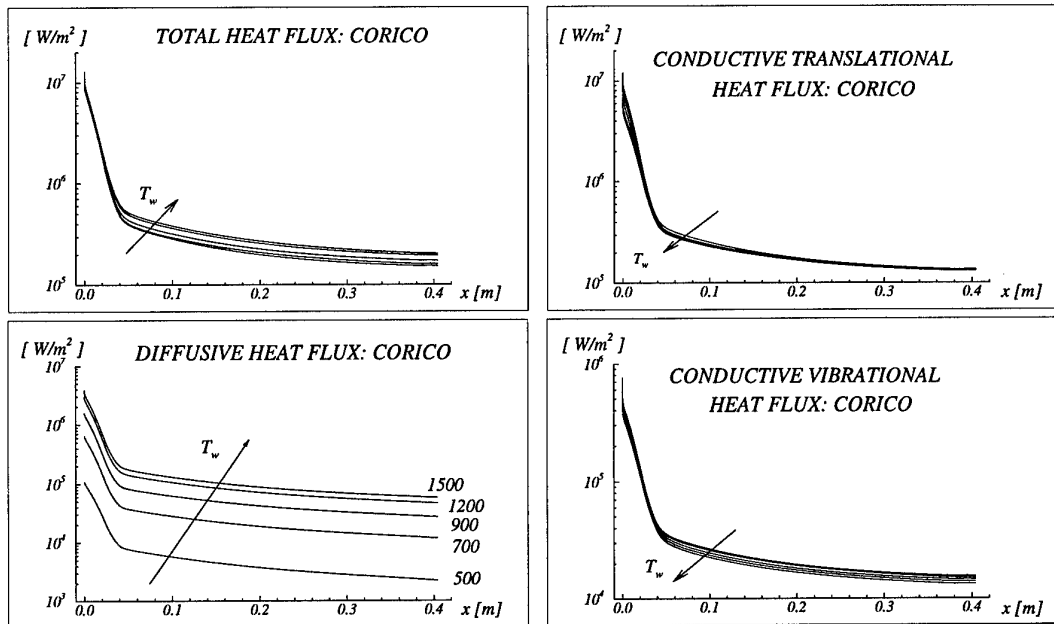 [ W/m² ]
TOTAL HEAT FLUX: CORICO
10⁷
10⁶
10⁵
T_w
0.0 0.1 0.2 0.3 0.4 x [m]
[ W/m² ]
CONDUCTIVE TRANSLATIONAL
HEAT FLUX: CORICO
10⁷
10⁶
10⁵
T_w
0.0 0.1 0.2 0.3 0.4 x [m]
[ W/m² ]
DIFFUSIVE HEAT FLUX: CORICO
10⁷
10⁶
10⁵
10⁴
10³
T_w
1500
1200
900
700
500
0.0 0.1 0.2 0.3 0.4 x [m]
[ W/m² ]
CONDUCTIVE VIBRATIONAL
HEAT FLUX: CORICO
10⁶
10⁵
10⁴
T_w
0.0 0.1 0.2 0.3 0.4 x [m]